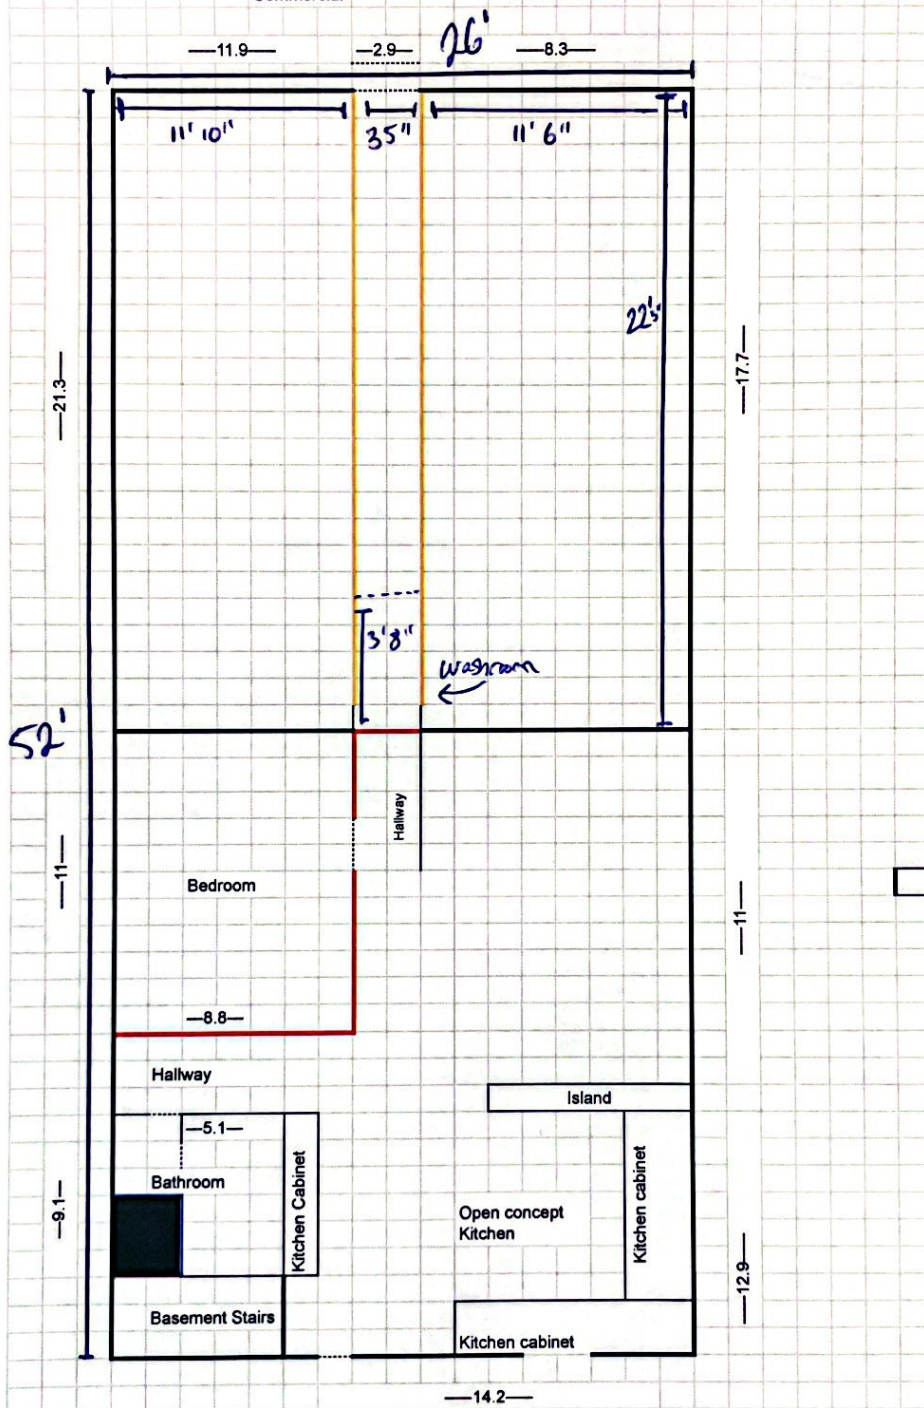 —11.9—
—2.9—
26'
—8.3—
11' 10"
35"
11' 6"
—21.3—
22'5"
—17.7—
3'8"
Washroom
52'
Hallway
—11—
Bedroom
—11—
—8.8—
Hallway
Island
—5.1—
Bathroom
Kitchen Cabinet
Kitchen cabinet
Open concept
Kitchen
—9.1—
—12.9—
Basement Stairs
Kitchen cabinet
—14.2—